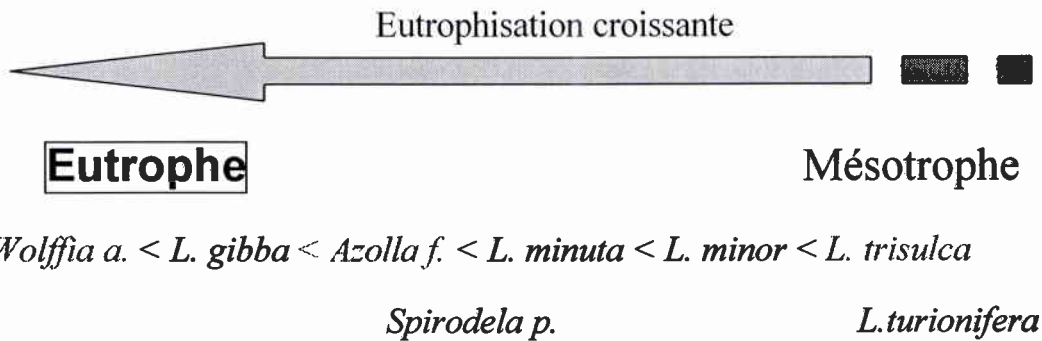 Eutrophisation croissante
Eutrophe
Mésotrophe
Wolffia a. < L. gibba < Azolla f. < L. minuta < L. minor < L. trisulca
Spirodela p.
L.turionifera